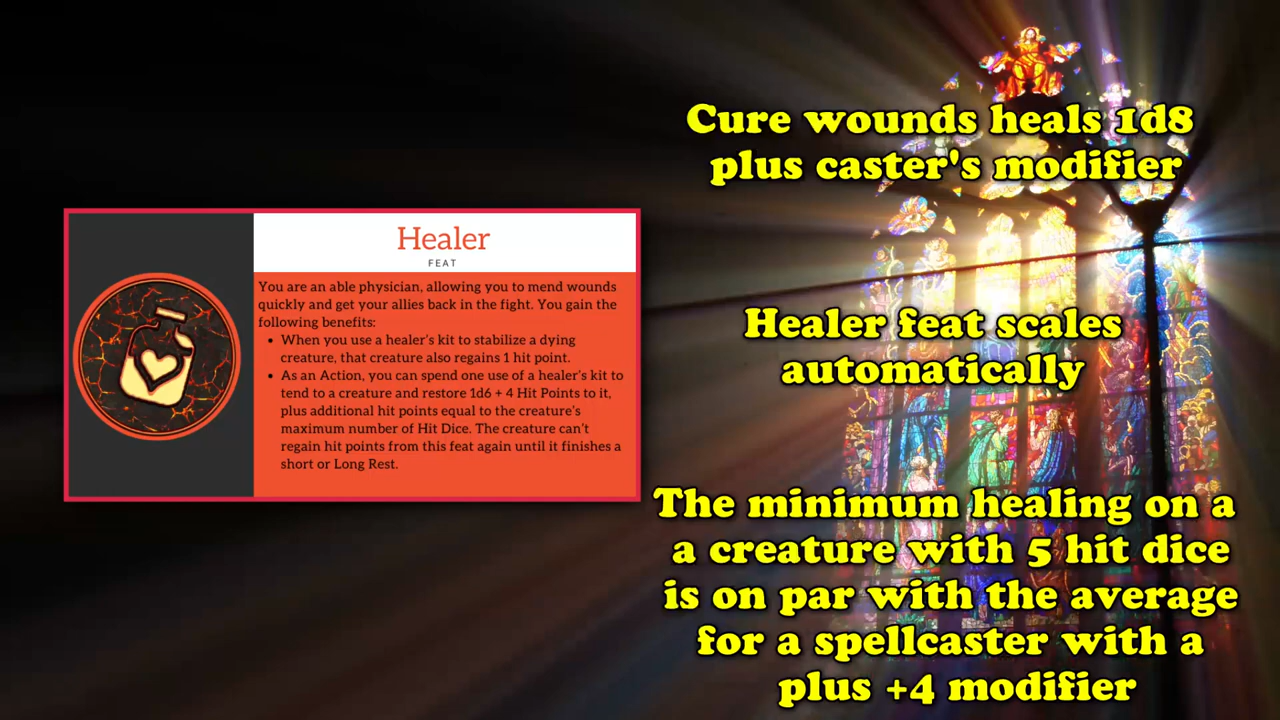 Healer
FEAT
You are an able physician, allowing you to mend wounds
quickly and get your allies back in the fight. You gain the
following benefits:
• When you use a healer's kit to stabilize a dying
creature, that creature also regains 1 hit point.
• As an Action, you can spend one use of a healer's kit to
tend to a creature and restore 1d6 + 4 Hit Points to it,
plus additional hit points equal to the creature's
maximum number of Hit Dice. The creature can't
regain hit points from this feat again until it finishes a
short or Long Rest.
Cure wounds heals 1d8
plus caster's modifier
Healer feat scales
automatically
The minimum healing on a
a creature with 5 hit dice
is on par with the average
for a spellcaster with a
plus +4 modifier